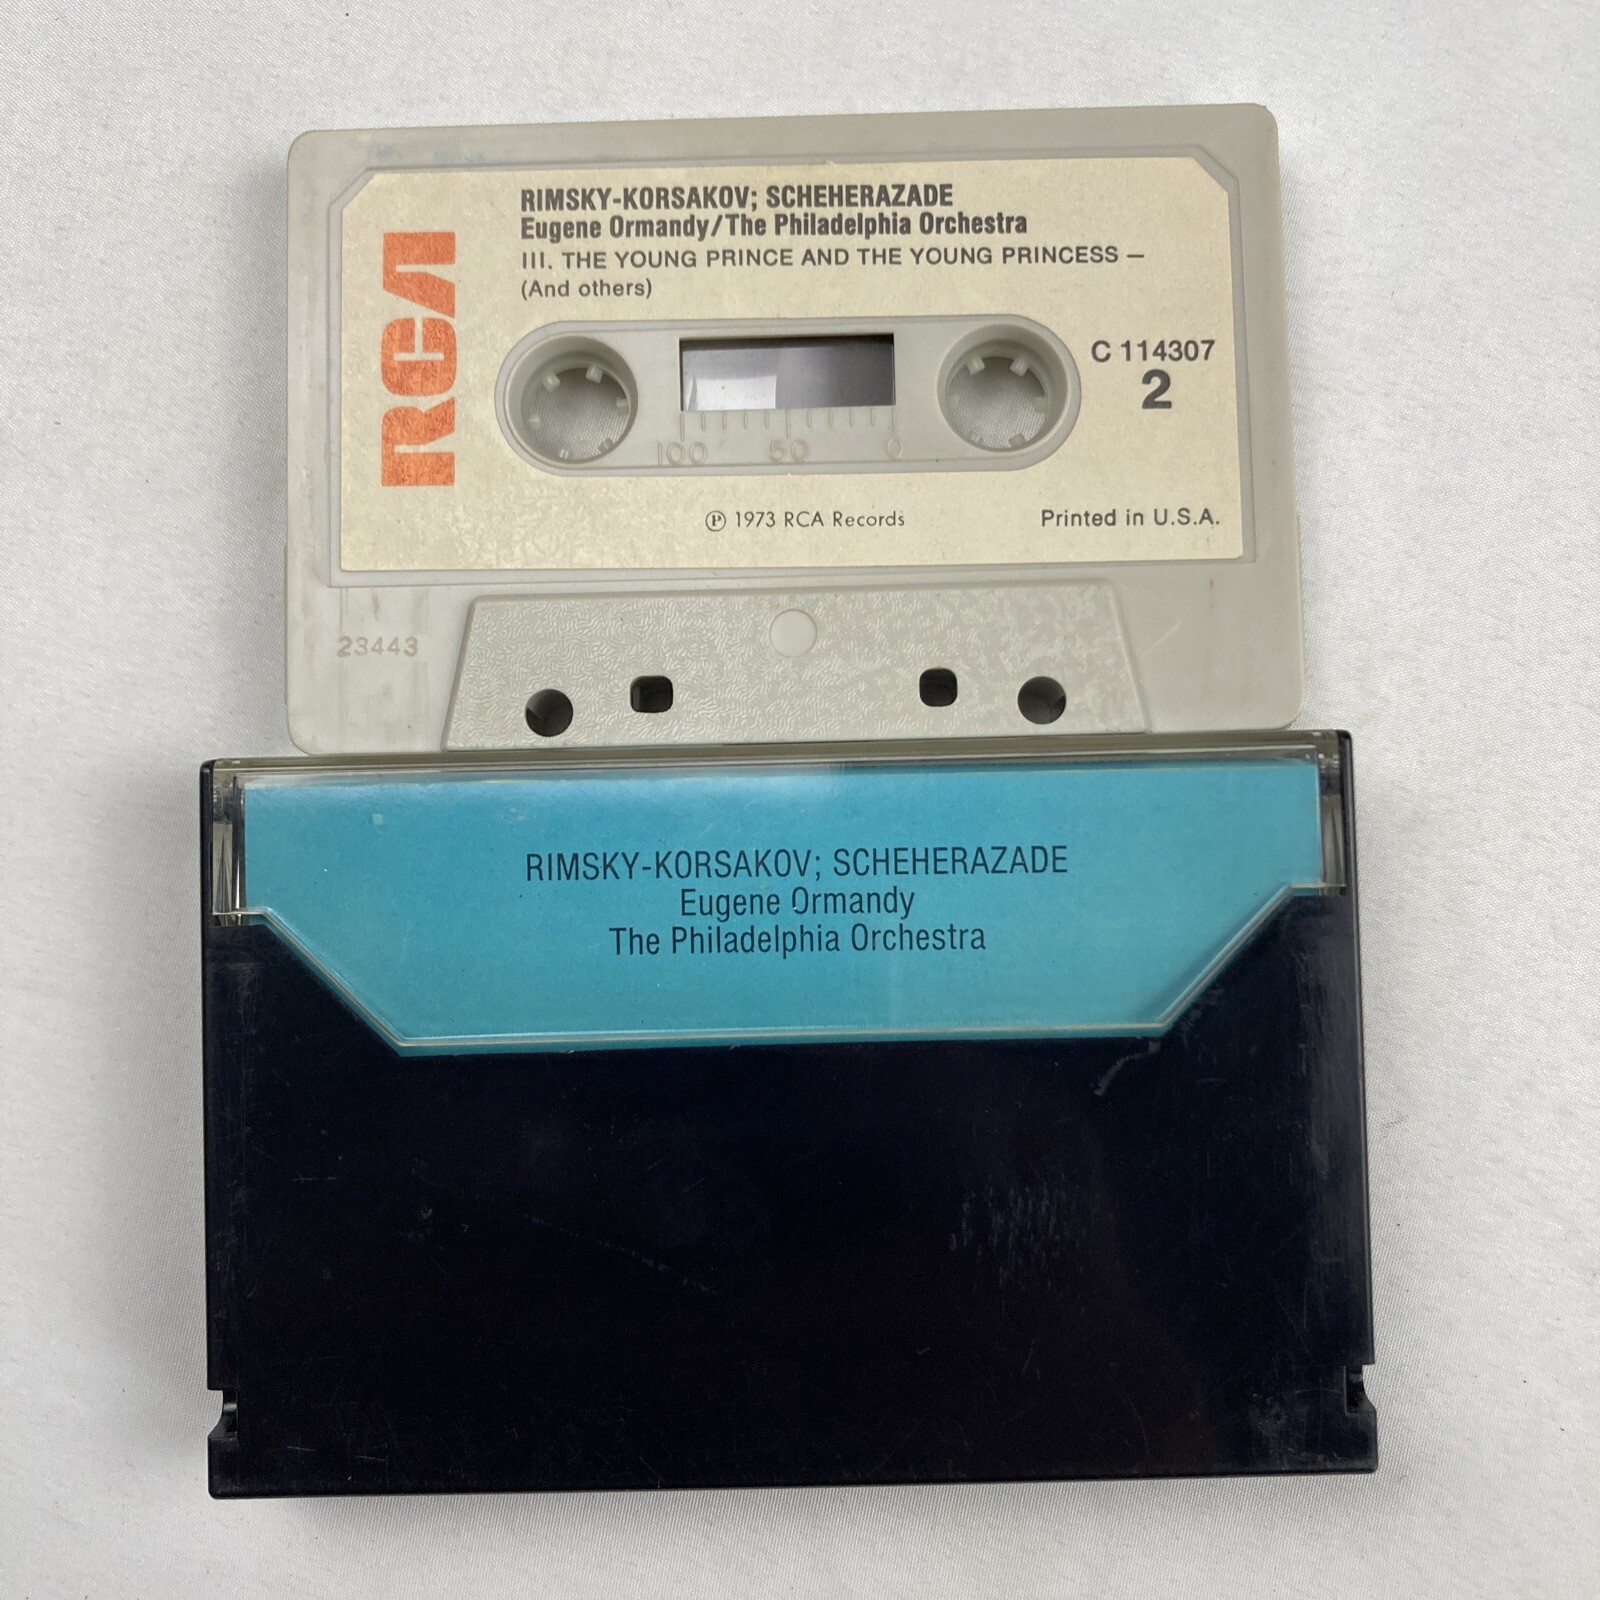 RCA
RIMSKY-KORSAKOV; SCHEHERAZADE
Eugene Ormandy/The Philadelphia Orchestra
III. THE YOUNG PRINCE AND THE YOUNG PRINCESS —
(And others)
C 114307
2
100 50 0
℗ 1973 RCA Records
Printed in U.S.A.
23443
RIMSKY-KORSAKOV; SCHEHERAZADE
Eugene Ormandy
The Philadelphia Orchestra